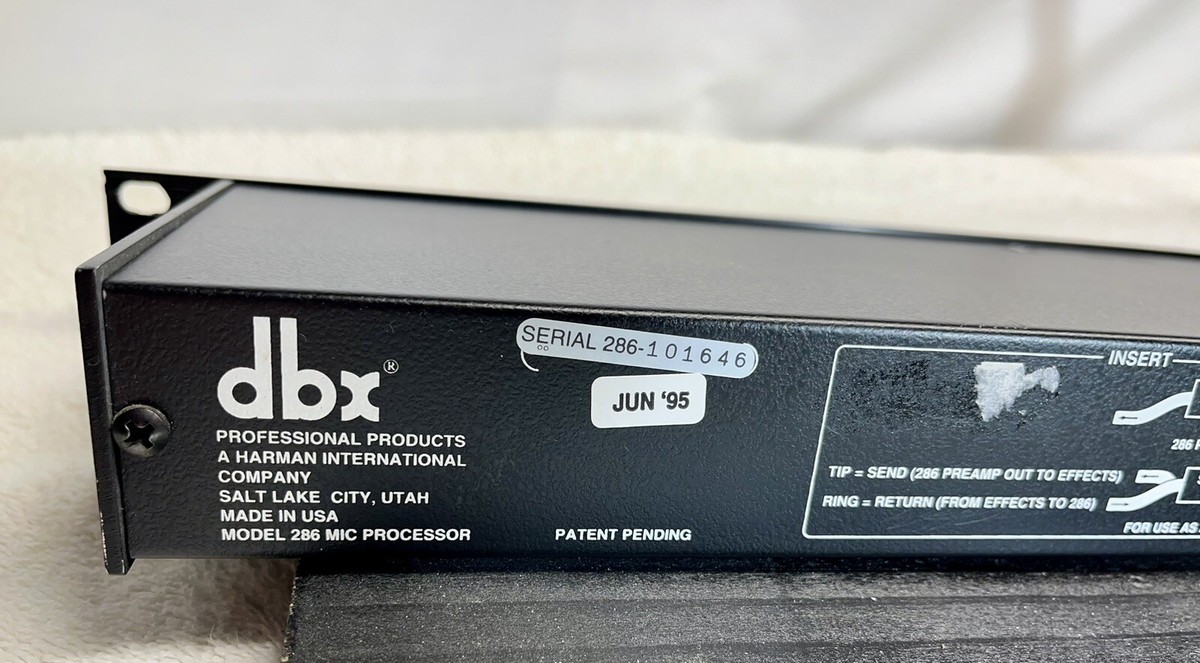 dbx®
PROFESSIONAL PRODUCTS
A HARMAN INTERNATIONAL
COMPANY
SALT LAKE CITY, UTAH
MADE IN USA
MODEL 286 MIC PROCESSOR
SERIAL 286-101646
JUN '95
PATENT PENDING
INSERT
286
TIP = SEND (286 PREAMP OUT TO EFFECTS)
RING = RETURN (FROM EFFECTS TO 286)
FOR USE AS